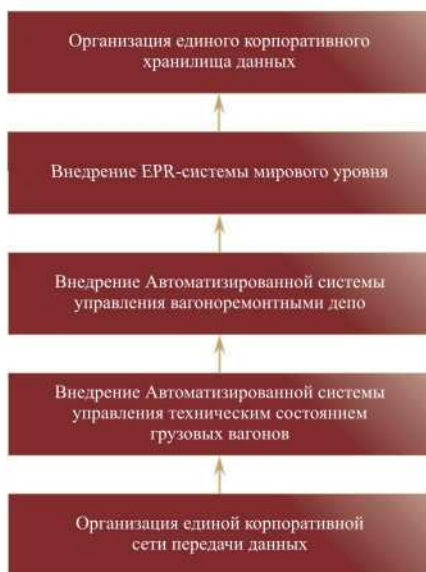 Организация единого корпоративного
хранилища данных
Внедрение EPR-системы мирового уровня
Внедрение Автоматизированной системы
управления вагоноремонтными депо
Внедрение Автоматизированной системы
управления техническим состоянием
грузовых вагонов
Организация единой корпоративной
сети передачи данных